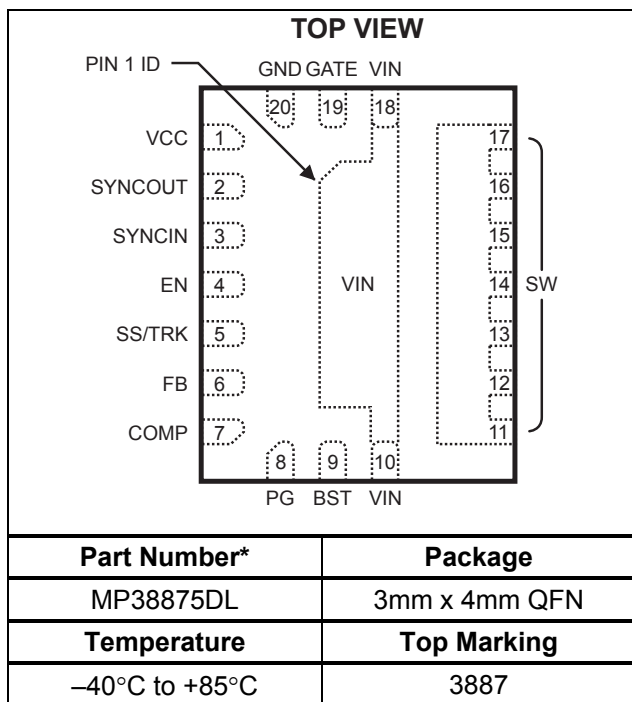 TOP VIEW
PIN 1 ID
GND GATE VIN
20 19 18
VCC 1
SYNCOUT 2
SYNCIN 3
EN 4
SS/TRK 5
FB 6
COMP 7
VIN
17
16
15
14
13
12
11
SW
8 9 10
PG BST VIN
Part Number* Package
MP38875DL 3mm x 4mm QFN
Temperature Top Marking
–40°C to +85°C 3887